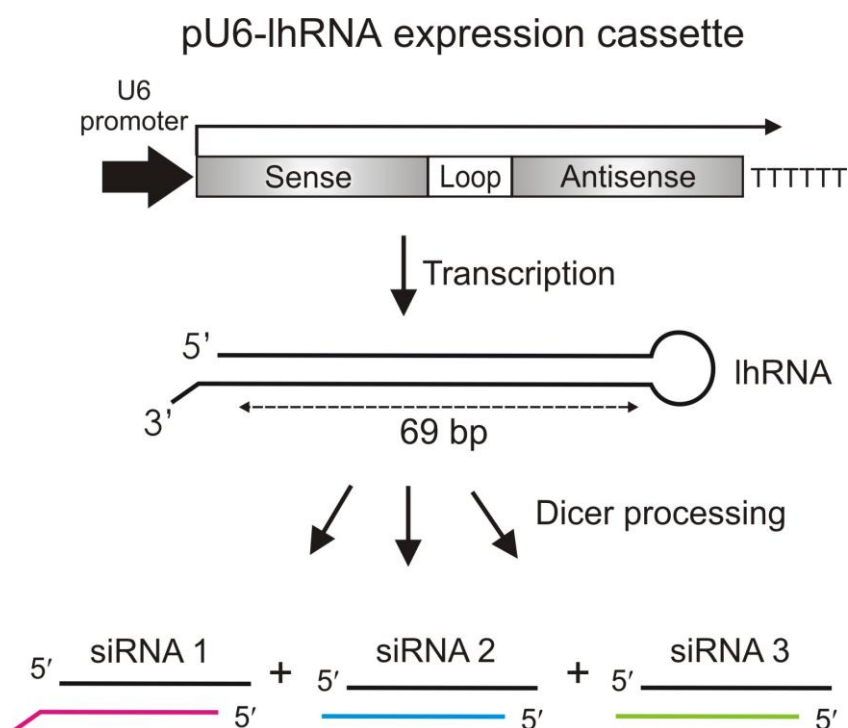 pU6-lhRNA expression cassette
U6
promoter
Sense Loop Antisense TTTTTT
Transcription
5’
lhRNA
3’
69 bp
Dicer processing
siRNA 1 + siRNA 2 + siRNA 3
5′ 5′ 5′
5′ 5′ 5′